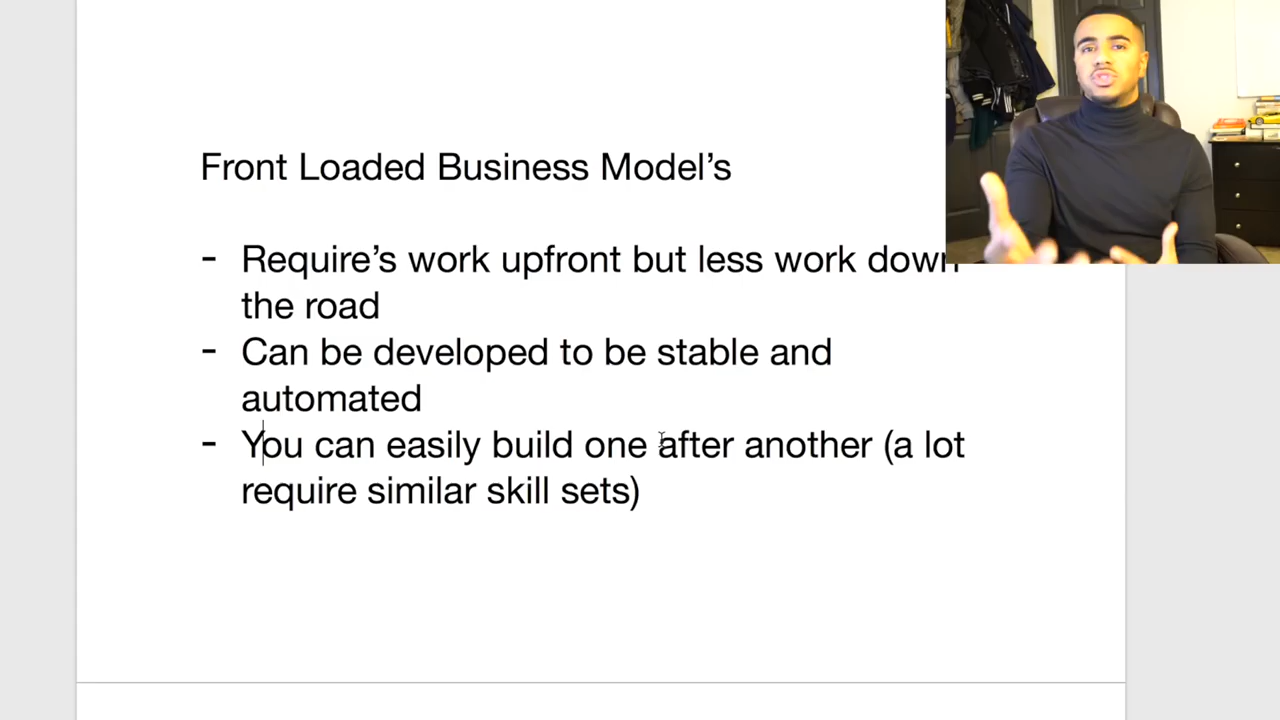 Front Loaded Business Model's
- Require's work upfront but less work down
the road
- Can be developed to be stable and
automated
- You can easily build one after another (a lot
require similar skill sets)